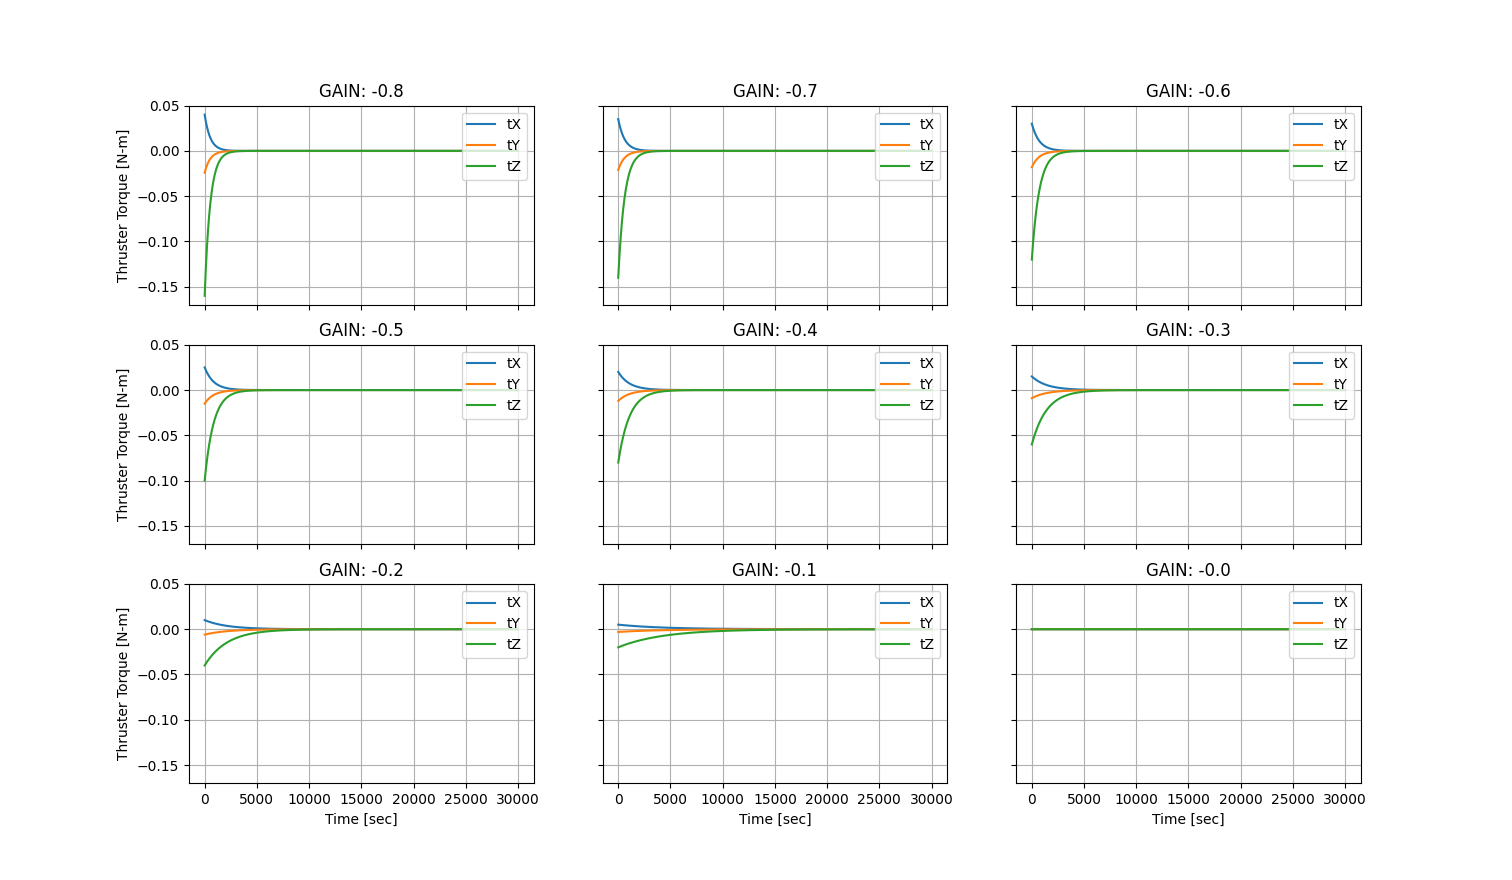 GAIN: -0.8
GAIN: -0.7
GAIN: -0.6
0.05
0.00
−0.05
−0.10
−0.15
Thruster Torque [N-m]
tX
tY
tZ
tX
tY
tZ
tX
tY
tZ
GAIN: -0.5
GAIN: -0.4
GAIN: -0.3
0.05
0.00
−0.05
−0.10
−0.15
Thruster Torque [N-m]
tX
tY
tZ
tX
tY
tZ
tX
tY
tZ
GAIN: -0.2
GAIN: -0.1
GAIN: -0.0
0.05
0.00
−0.05
−0.10
−0.15
Thruster Torque [N-m]
tX
tY
tZ
tX
tY
tZ
tX
tY
tZ
0 5000 10000 15000 20000 25000 30000
0 5000 10000 15000 20000 25000 30000
0 5000 10000 15000 20000 25000 30000
Time [sec]
Time [sec]
Time [sec]